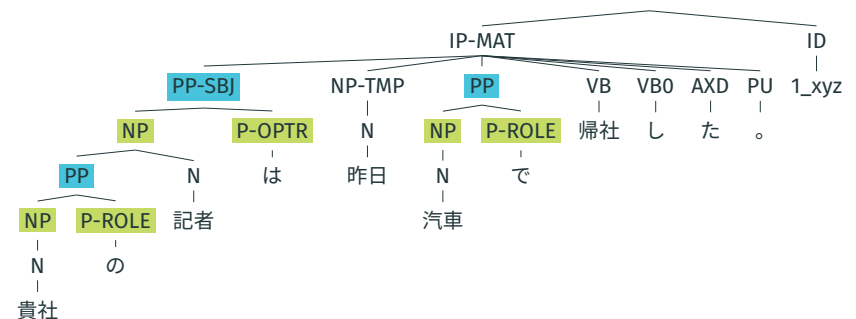 IP-MAT ID
PP-SBJ NP-TMP PP VB VB0 AXD PU 1_xyz
NP P-OPTR N NP P-ROLE 帰社 し た 。
PP N は 昨日 N で
NP P-ROLE 記者 汽車
N の
貴社